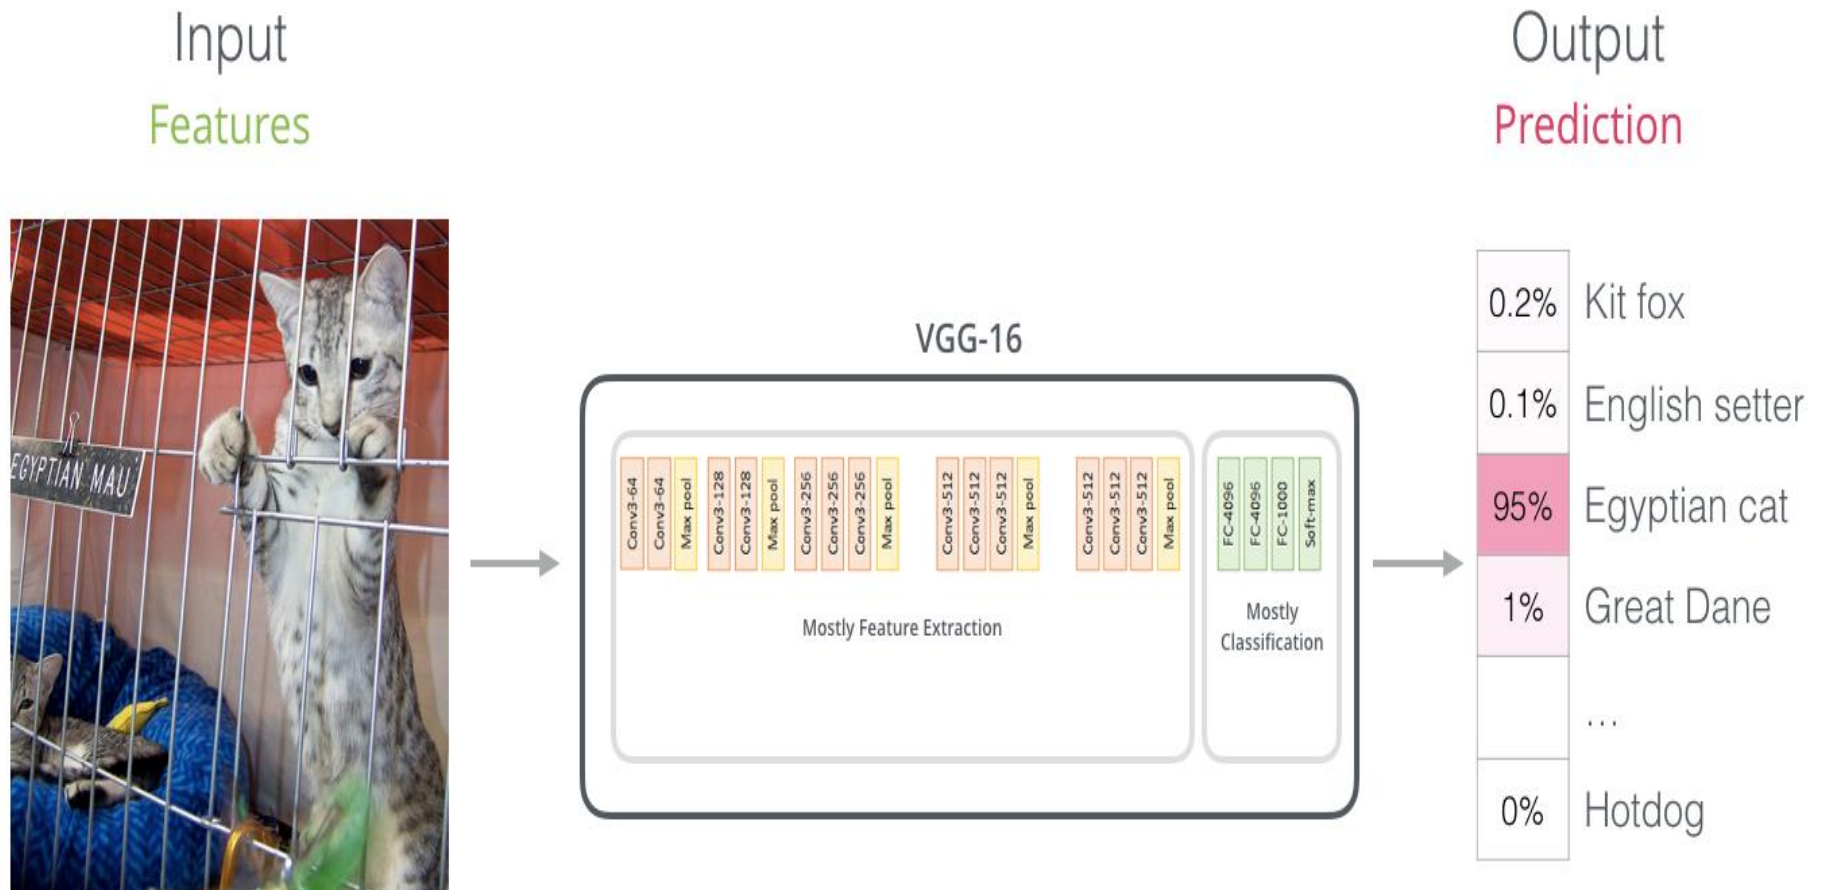 Input
Features
Output
Prediction
EGYPTIAN MAU
VGG-16
Conv3-64
Conv3-64
Max pool
Conv3-128
Conv3-128
Max pool
Conv3-256
Conv3-256
Conv3-256
Max pool
Conv3-512
Conv3-512
Conv3-512
Max pool
Conv3-512
Conv3-512
Conv3-512
Max pool
FC-4096
FC-4096
FC-1000
Soft-max
Mostly Feature Extraction
Mostly
Classification
0.2% Kit fox
0.1% English setter
95% Egyptian cat
1% Great Dane
...
0% Hotdog